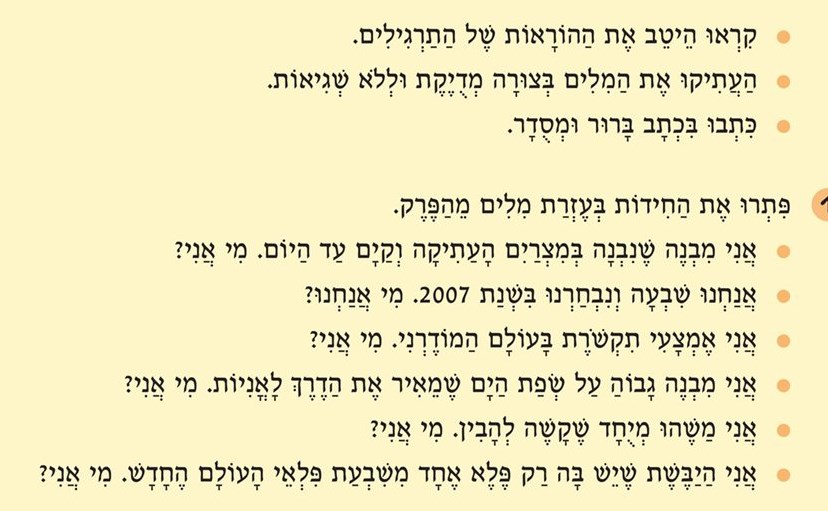 קִרְאוּ הֵיטֵב אֶת הַהוֹרָאוֹת שֶׁל הַתַּרְגִּילִים.
הַעֲתִיקוּ אֶת הַמִּלִּים בְּצוּרָה מְדֻיֶּקֶת וּלְלֹא שְׁגִיאוֹת.
כִּתְבוּ בִּכְתָב בָּרוּר וּמְסֻדָּר.
פִּתְרוּ אֶת הַחִידוֹת בְּעֶזְרַת מִלִּים מֵהַפֶּרֶק.
אֲנִי מִבְנֶה שֶׁנִּבְנָה בְּמִצְרַיִם הָעַתִּיקָה וְקַיָּם עַד הַיּוֹם. מִי אֲנִי?
אֲנַחְנוּ שִׁבְעָה וְנִבְחַרְנוּ בִּשְׁנַת 2007. מִי אֲנַחְנוּ?
אֲנִי אֶמְצָעִי תִּקְשֹׁרֶת בָּעוֹלָם הַמּוֹדֶרְנִי. מִי אֲנִי?
אֲנִי מִבְנֶה גָּבוֹהַּ עַל שְׂפַת הַיָּם שֶׁמֵּאִיר אֶת הַדֶּרֶךְ לָאֳנִיּוֹת. מִי אֲנִי?
אֲנִי מַשֶּׁהוּ מְיֻחָד שֶׁקָּשֶׁה לְהָבִין. מִי אֲנִי?
אֲנִי הַיַּבֶּשֶׁת שֶׁיֵּשׁ בָּהּ רַק פֶּלֶא אֶחָד מִשִּׁבְעַת פִּלְאֵי הָעוֹלָם הֶחָדָשׁ. מִי אֲנִי?